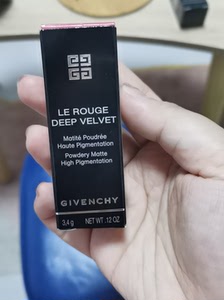 LE ROUGE
DEEP VELVET
Matité Poudrée
Haute Pigmentation
Powdery Matte
High Pigmentation
GIVENCHY
3,4 g NET WT .12 OZ